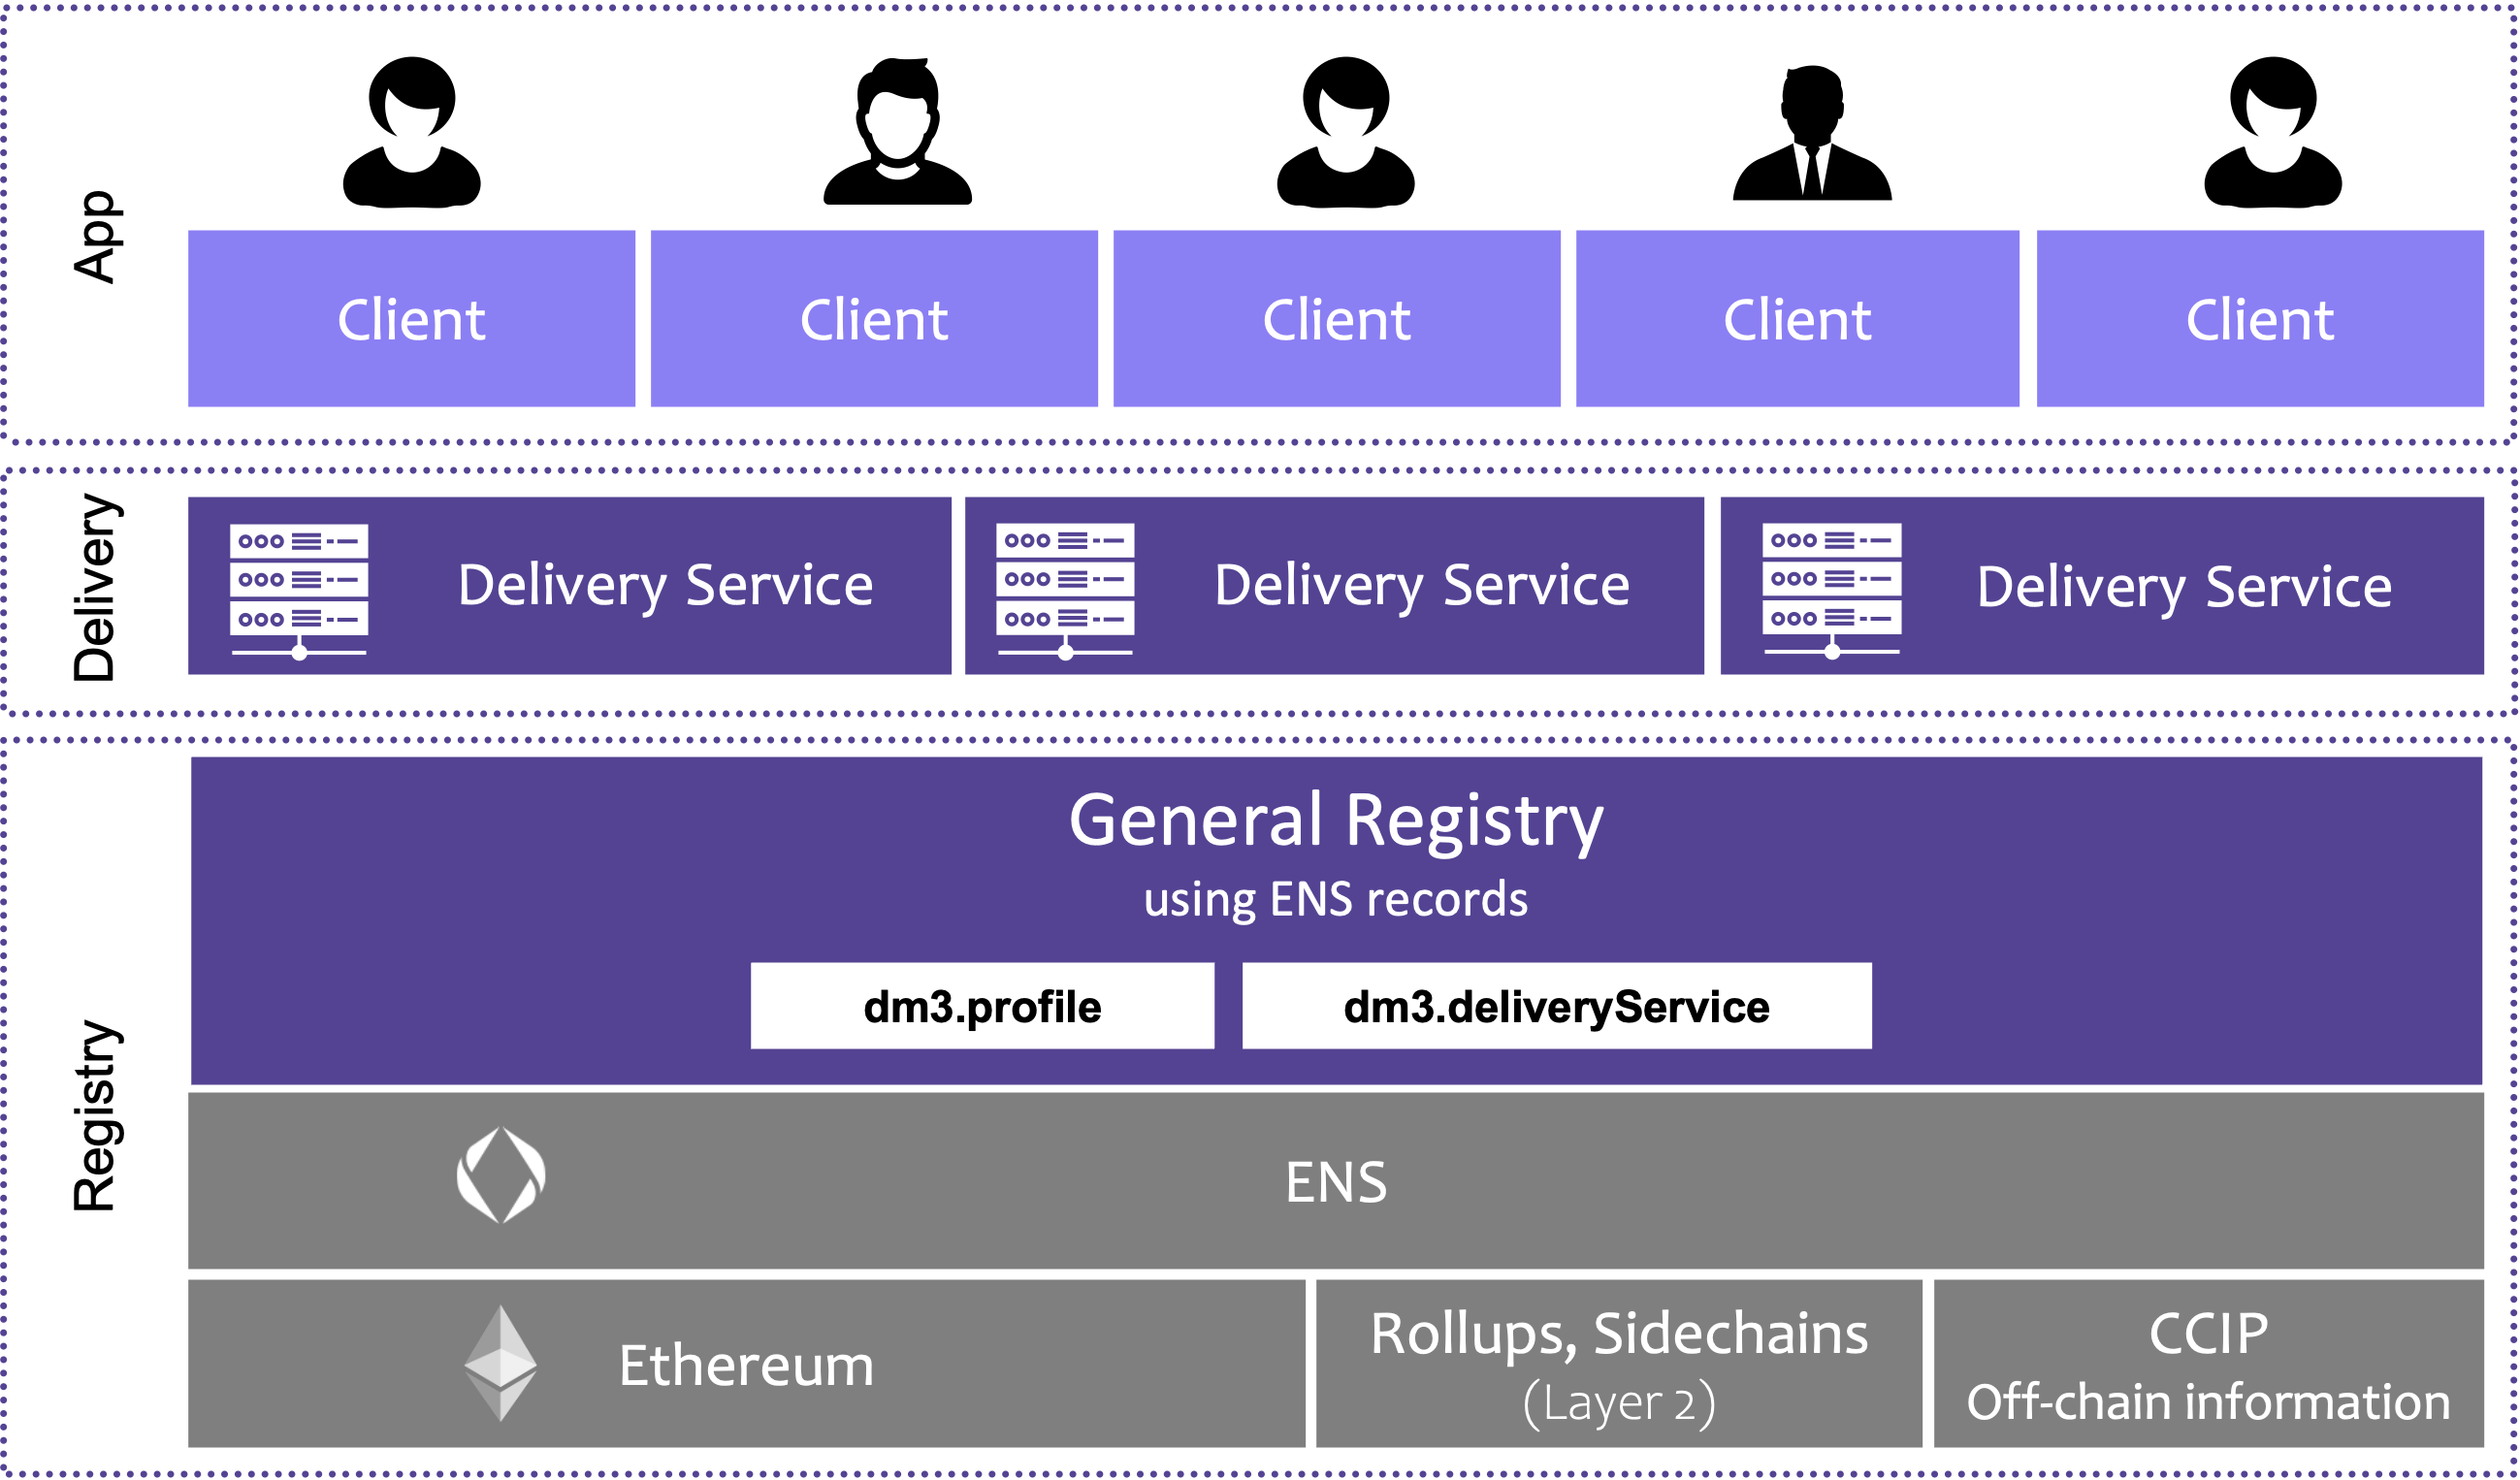 App
Client
Client
Client
Client
Client
Delivery
Delivery Service
Delivery Service
Delivery Service
Registry
General Registry
using ENS records
dm3.profile
dm3.deliveryService
ENS
Ethereum
Rollups, Sidechains
(Layer 2)
CCIP
Off-chain information